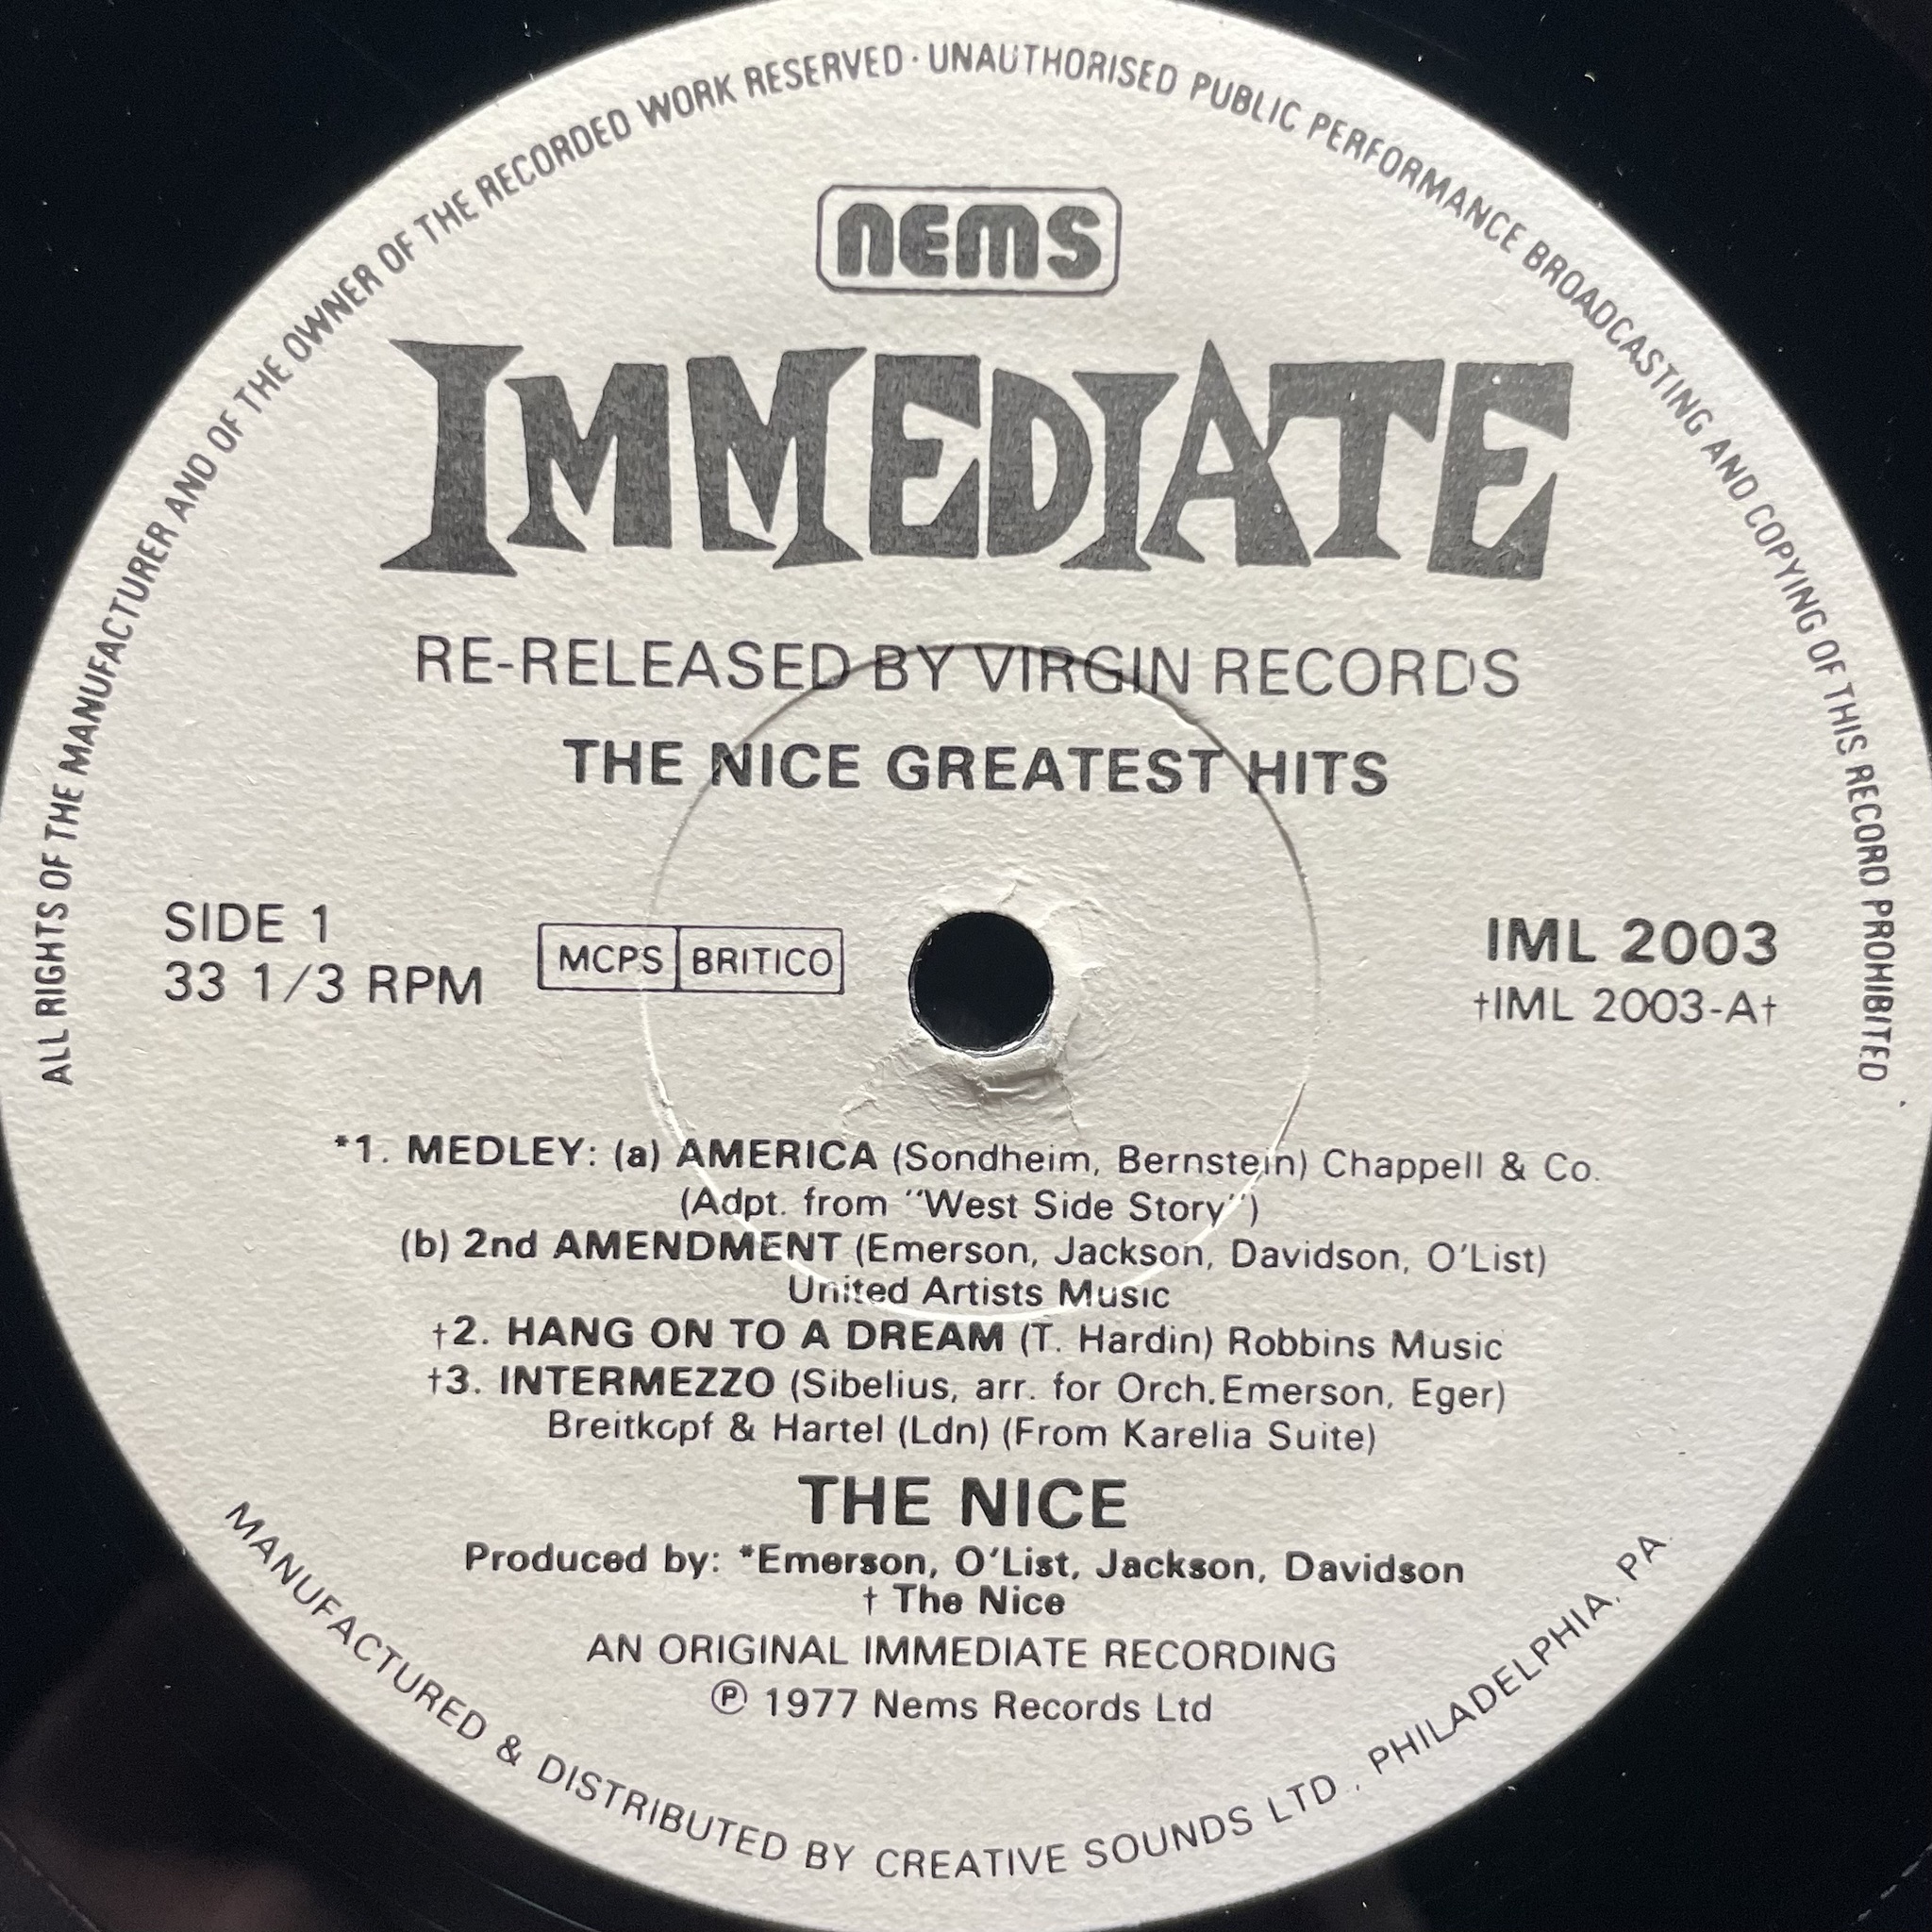 ALL RIGHTS OF THE MANUFACTURER AND OF THE OWNER OF THE RECORDED WORK RESERVED · UNAUTHORISED PUBLIC PERFORMANCE BROADCASTING AND COPYING OF THIS RECORD PROHIBITED
nems
IMMEDIATE
RE-RELEASED BY VIRGIN RECORDS
THE NICE GREATEST HITS
SIDE 1
33 1/3 RPM
MCPS BRITICO
IML 2003
†IML 2003-A†
*1. MEDLEY: (a) AMERICA (Sondheim, Bernstein) Chappell & Co.
(Adpt. from "West Side Story")
(b) 2nd AMENDMENT (Emerson, Jackson, Davidson, O'List)
United Artists Music
†2. HANG ON TO A DREAM (T. Hardin) Robbins Music
†3. INTERMEZZO (Sibelius, arr. for Orch. Emerson, Eger)
Breitkopf & Hartel (Ldn) (From Karelia Suite)
THE NICE
Produced by: *Emerson, O'List, Jackson, Davidson
† The Nice
AN ORIGINAL IMMEDIATE RECORDING
℗ 1977 Nems Records Ltd
MANUFACTURED & DISTRIBUTED BY CREATIVE SOUNDS LTD., PHILADELPHIA, PA.